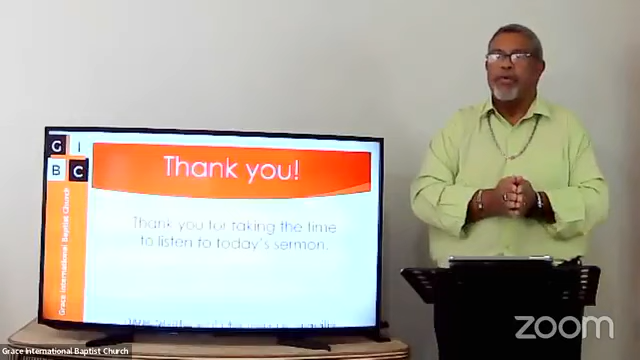 G I
B C
Grace International Baptist Church
Thank you!
Thank you for taking the time
to listen to today's sermon.
Grace International Baptist Church
zoom